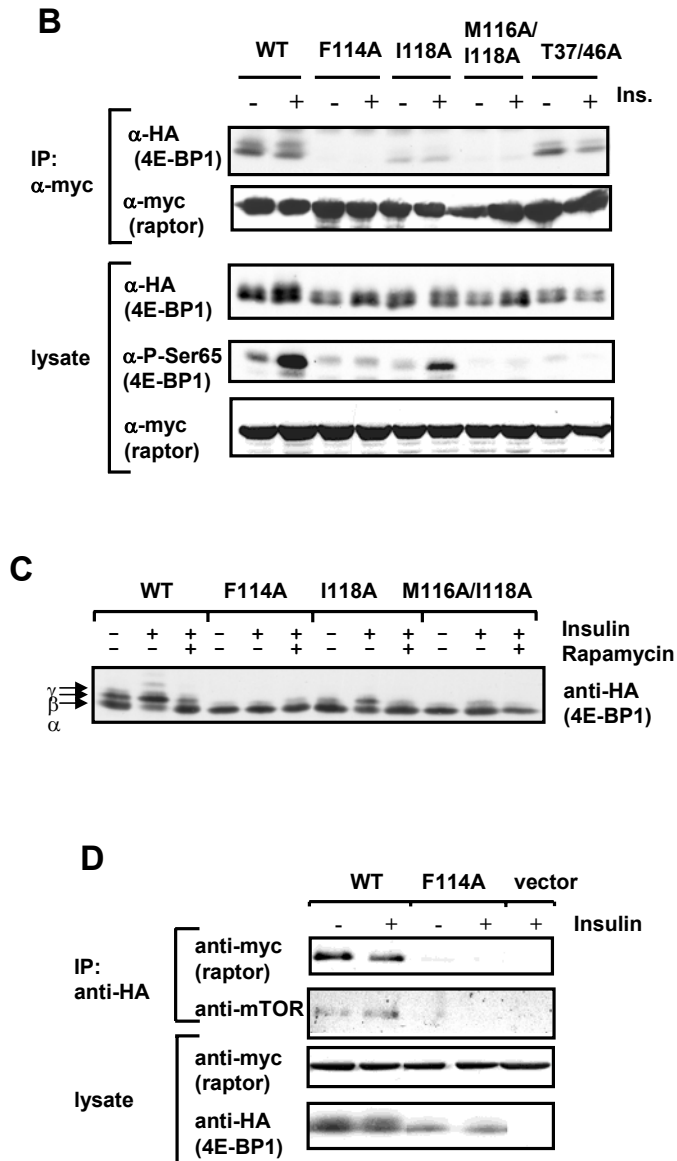 B
WT F114A I118A M116A/ I118A T37/46A
- + - + - + - + - + Ins.
IP: α-myc
α-HA (4E-BP1)
α-myc (raptor)
lysate
α-HA (4E-BP1)
α-P-Ser65 (4E-BP1)
α-myc (raptor)
C
WT F114A I118A M116A/I118A
– + + – + + – + + – + + Insulin
– – + – – + – – + – – + Rapamycin
γ
β
α
anti-HA (4E-BP1)
D
WT F114A vector
- + - + + Insulin
IP: anti-HA
anti-myc (raptor)
anti-mTOR
lysate
anti-myc (raptor)
anti-HA (4E-BP1)